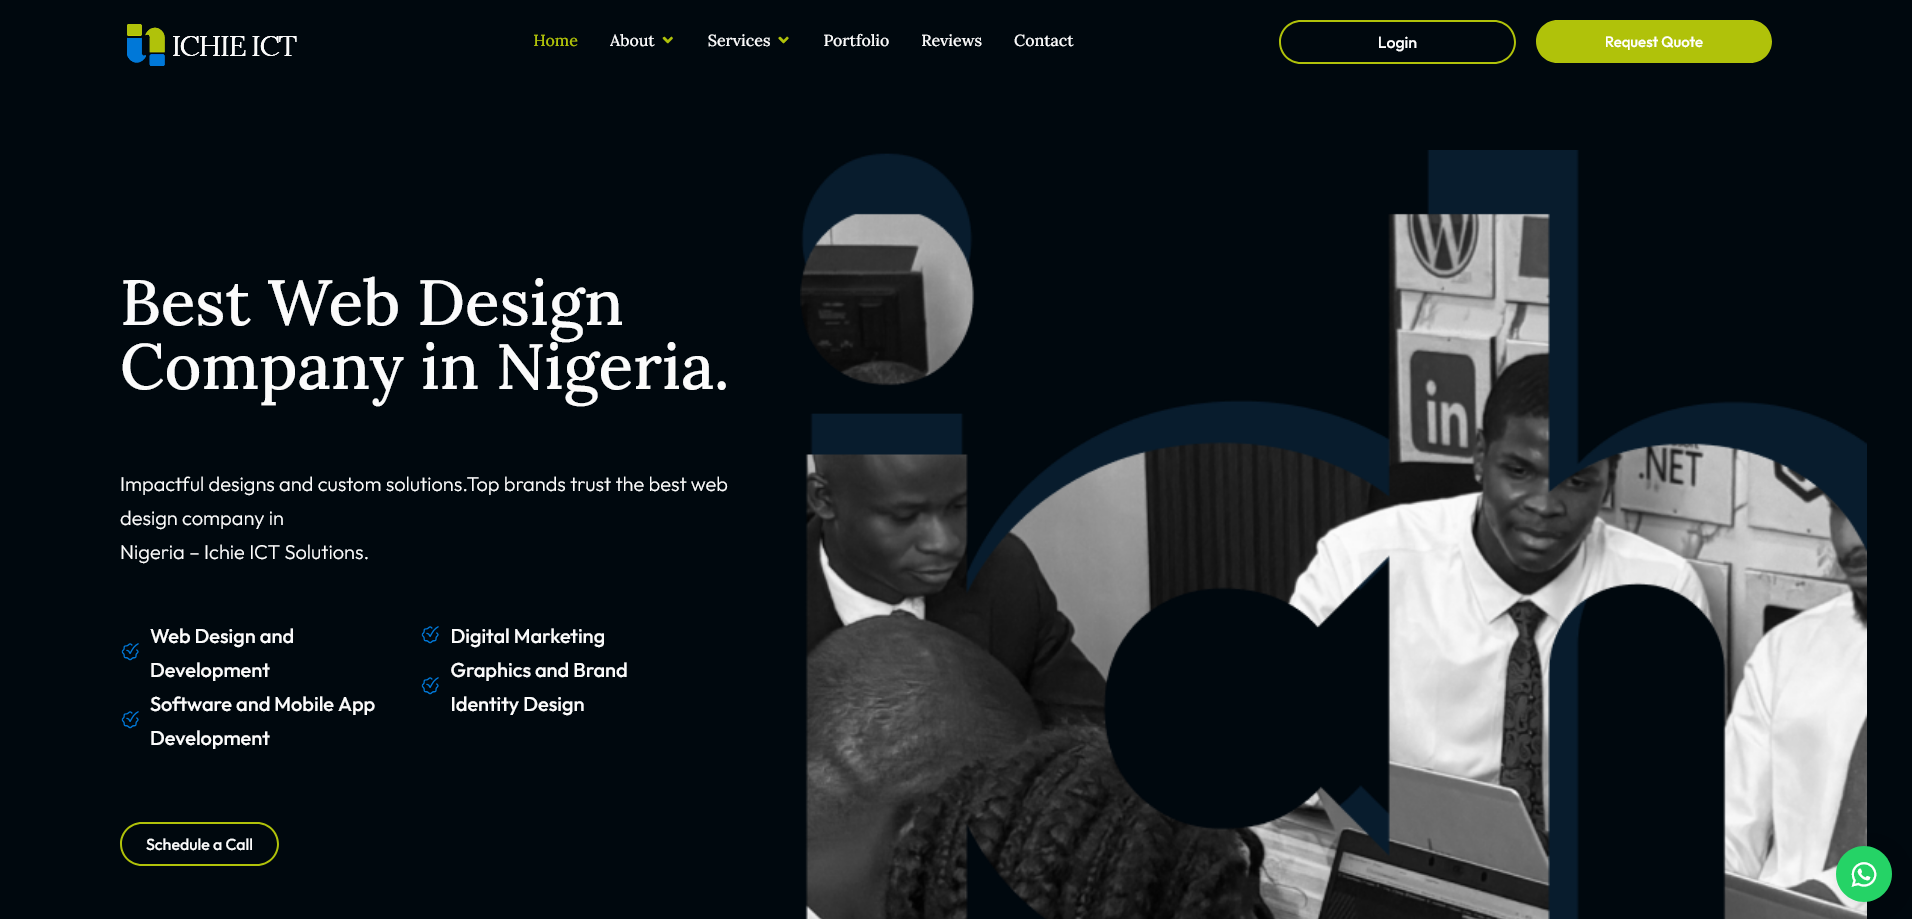 ICHIE ICT
Home
About
Services
Portfolio
Reviews
Contact
Login
Request Quote
Best Web Design
Company in Nigeria.
Impactful designs and custom solutions.Top brands trust the best web
design company in
Nigeria – Ichie ICT Solutions.
Web Design and
Development
Software and Mobile App
Development
Digital Marketing
Graphics and Brand
Identity Design
Schedule a Call
in
.NET